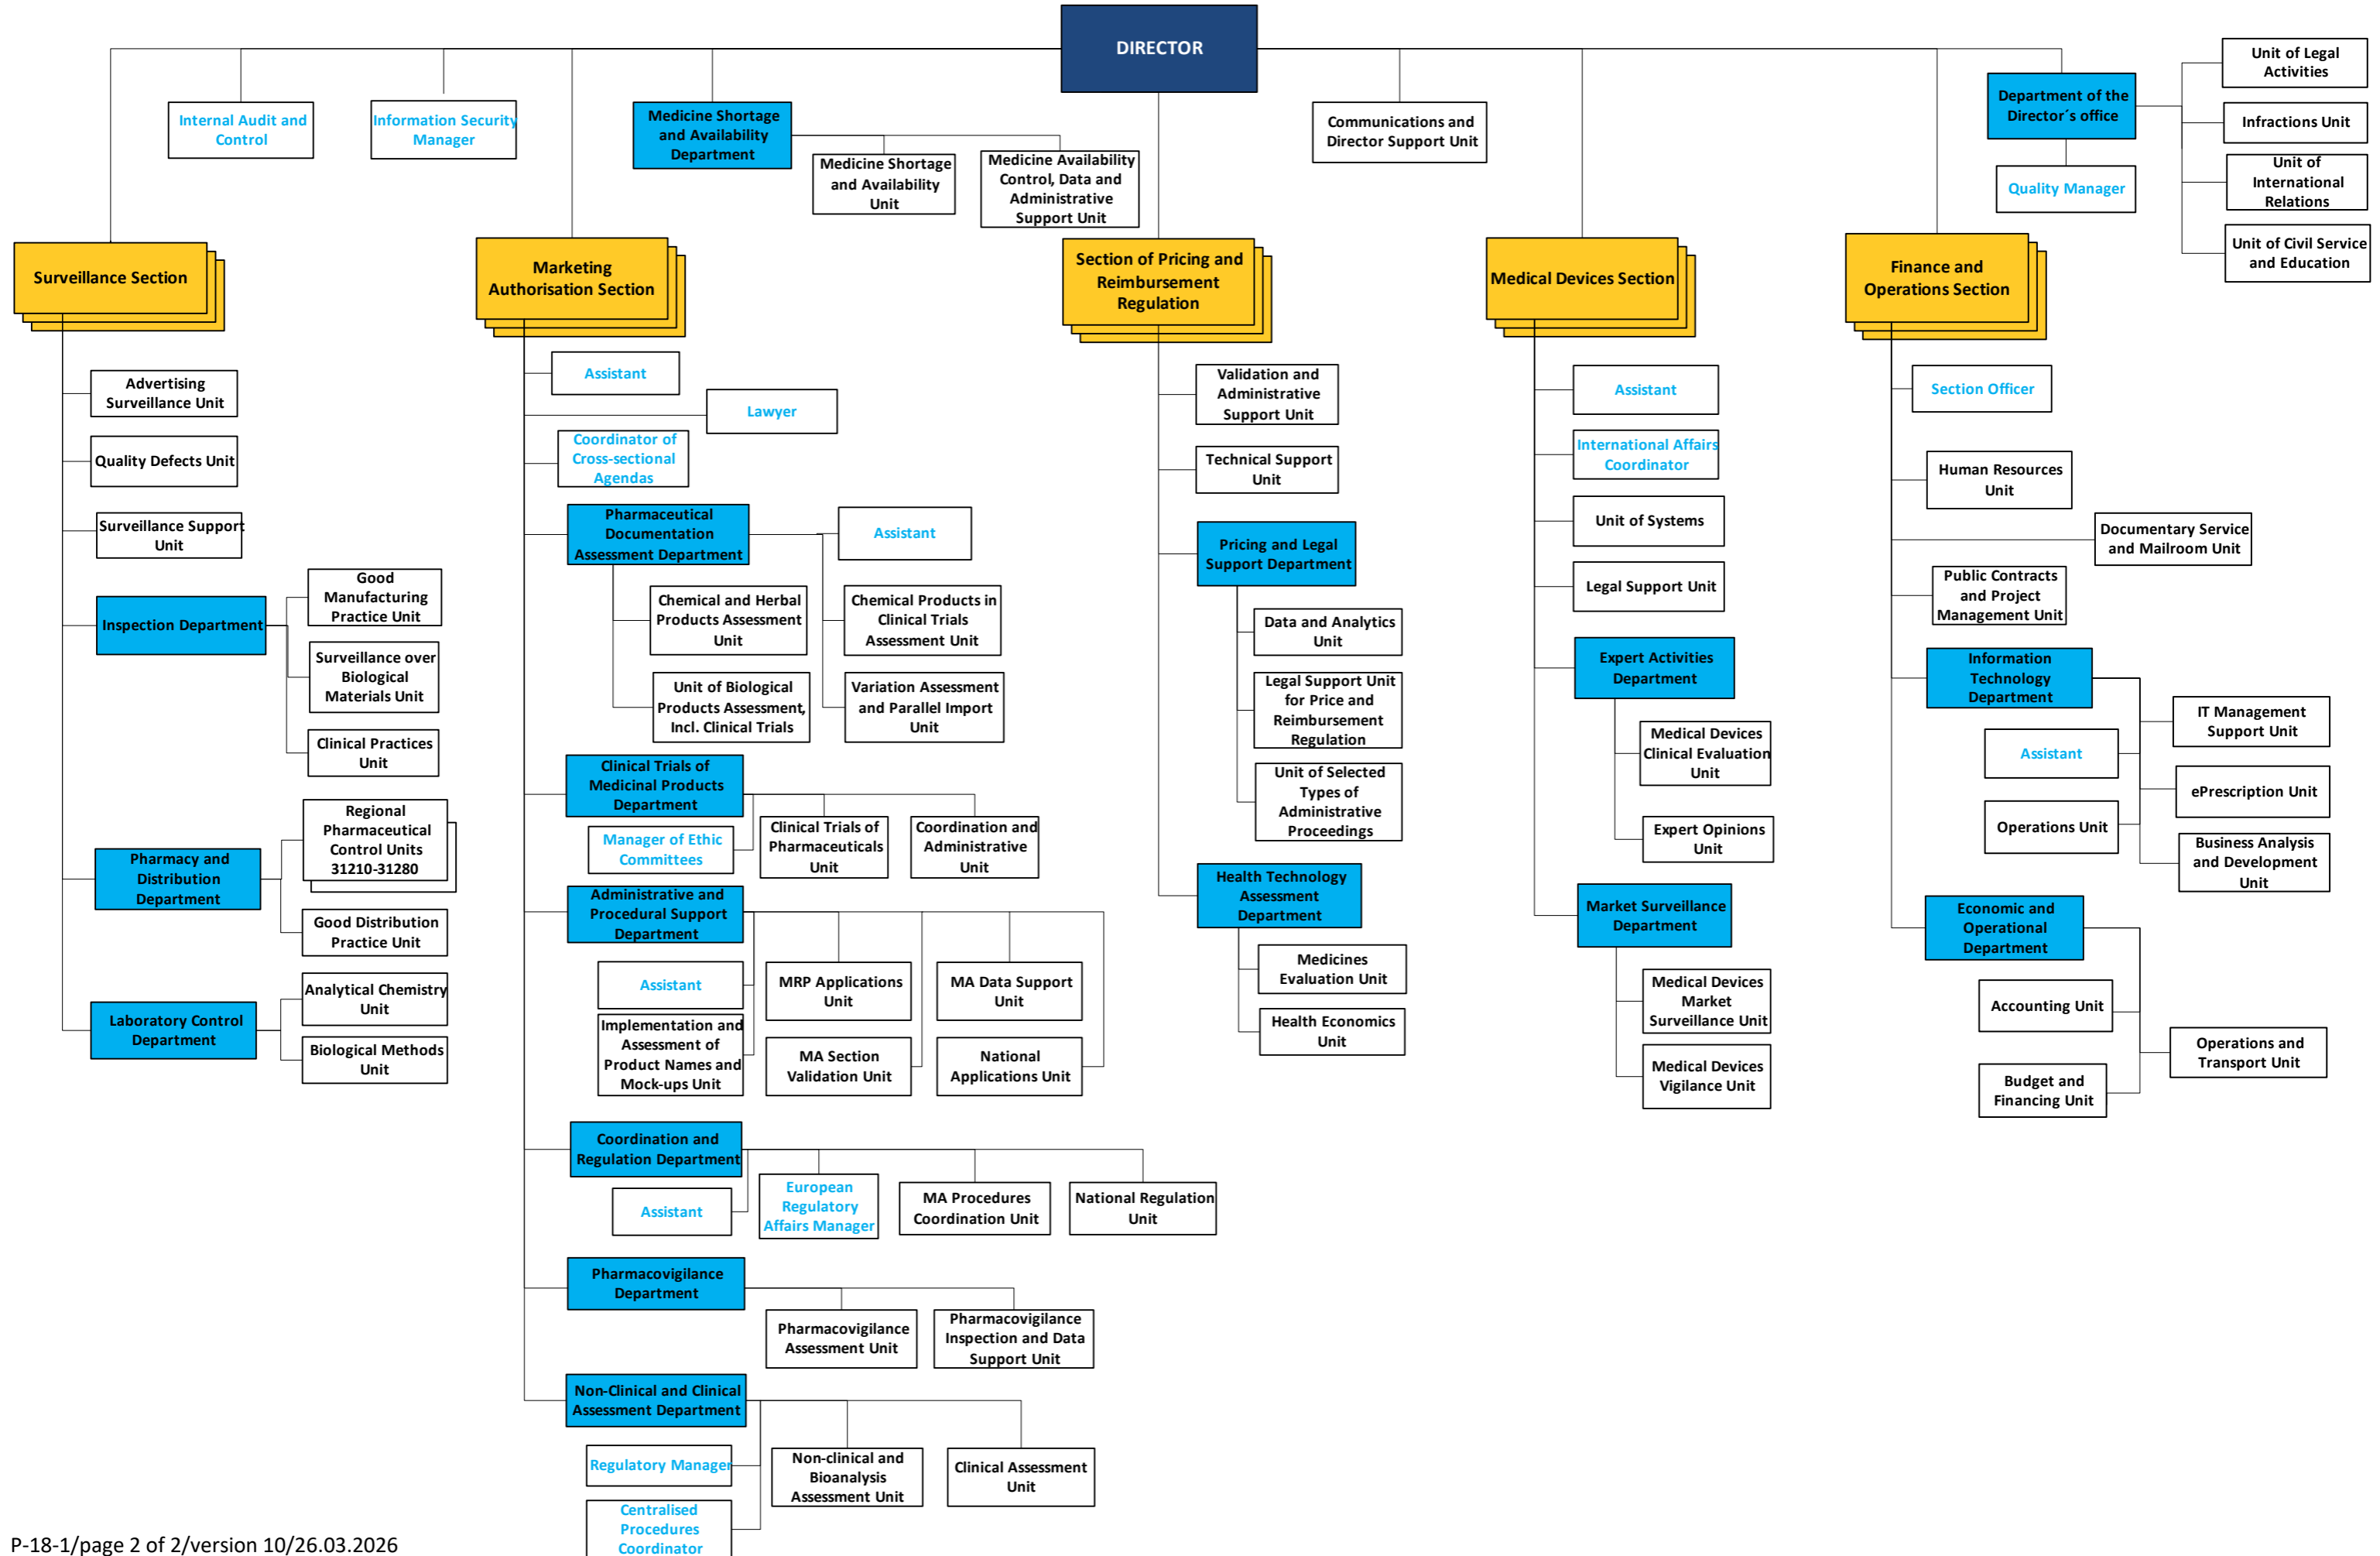 DIRECTOR
Internal Audit and
Control
Information Security
Manager
Medicine Shortage
and Availability
Department
Medicine Shortage
and Availability
Unit
Medicine Availability
Control, Data and
Administrative
Support Unit
Communications and
Director Support Unit
Department of the
Director´s office
Quality Manager
Unit of Legal
Activities
Infractions Unit
Unit of
International
Relations
Unit of Civil Service
and Education
Surveillance Section
Advertising
Surveillance Unit
Quality Defects Unit
Surveillance Support
Unit
Inspection Department
Good
Manufacturing
Practice Unit
Surveillance over
Biological
Materials Unit
Clinical Practices
Unit
Pharmacy and
Distribution
Department
Regional
Pharmaceutical
Control Units
31210-31280
Good Distribution
Practice Unit
Laboratory Control
Department
Analytical Chemistry
Unit
Biological Methods
Unit
Marketing
Authorisation Section
Assistant
Lawyer
Coordinator of
Cross-sectional
Agendas
Pharmaceutical
Documentation
Assessment Department
Assistant
Chemical and Herbal
Products Assessment
Unit
Chemical Products in
Clinical Trials
Assessment Unit
Unit of Biological
Products Assessment,
Incl. Clinical Trials
Variation Assessment
and Parallel Import
Unit
Clinical Trials of
Medicinal Products
Department
Manager of Ethic
Committees
Clinical Trials of
Pharmaceuticals
Unit
Coordination and
Administrative
Unit
Administrative and
Procedural Support
Department
Assistant
MRP Applications
Unit
MA Data Support
Unit
Implementation and
Assessment of
Product Names and
Mock-ups Unit
MA Section
Validation Unit
National
Applications Unit
Coordination and
Regulation Department
Assistant
European
Regulatory
Affairs Manager
MA Procedures
Coordination Unit
National Regulation
Unit
Pharmacovigilance
Department
Pharmacovigilance
Assessment Unit
Pharmacovigilance
Inspection and Data
Support Unit
Non-Clinical and Clinical
Assessment Department
Regulatory Manager
Non-clinical and
Bioanalysis
Assessment Unit
Clinical Assessment
Unit
Centralised
Procedures
Coordinator
Section of Pricing and
Reimbursement
Regulation
Validation and
Administrative
Support Unit
Technical Support
Unit
Pricing and Legal
Support Department
Data and Analytics
Unit
Legal Support Unit
for Price and
Reimbursement
Regulation
Unit of Selected
Types of
Administrative
Proceedings
Health Technology
Assessment
Department
Medicines
Evaluation Unit
Health Economics
Unit
Medical Devices Section
Assistant
International Affairs
Coordinator
Unit of Systems
Legal Support Unit
Expert Activities
Department
Medical Devices
Clinical Evaluation
Unit
Expert Opinions
Unit
Market Surveillance
Department
Medical Devices
Market
Surveillance Unit
Medical Devices
Vigilance Unit
Finance and
Operations Section
Section Officer
Human Resources
Unit
Documentary Service
and Mailroom Unit
Public Contracts
and Project
Management Unit
Information
Technology
Department
IT Management
Support Unit
Assistant
ePrescription Unit
Operations Unit
Business Analysis
and Development
Unit
Economic and
Operational
Department
Accounting Unit
Operations and
Transport Unit
Budget and
Financing Unit
P-18-1/page 2 of 2/version 10/26.03.2026